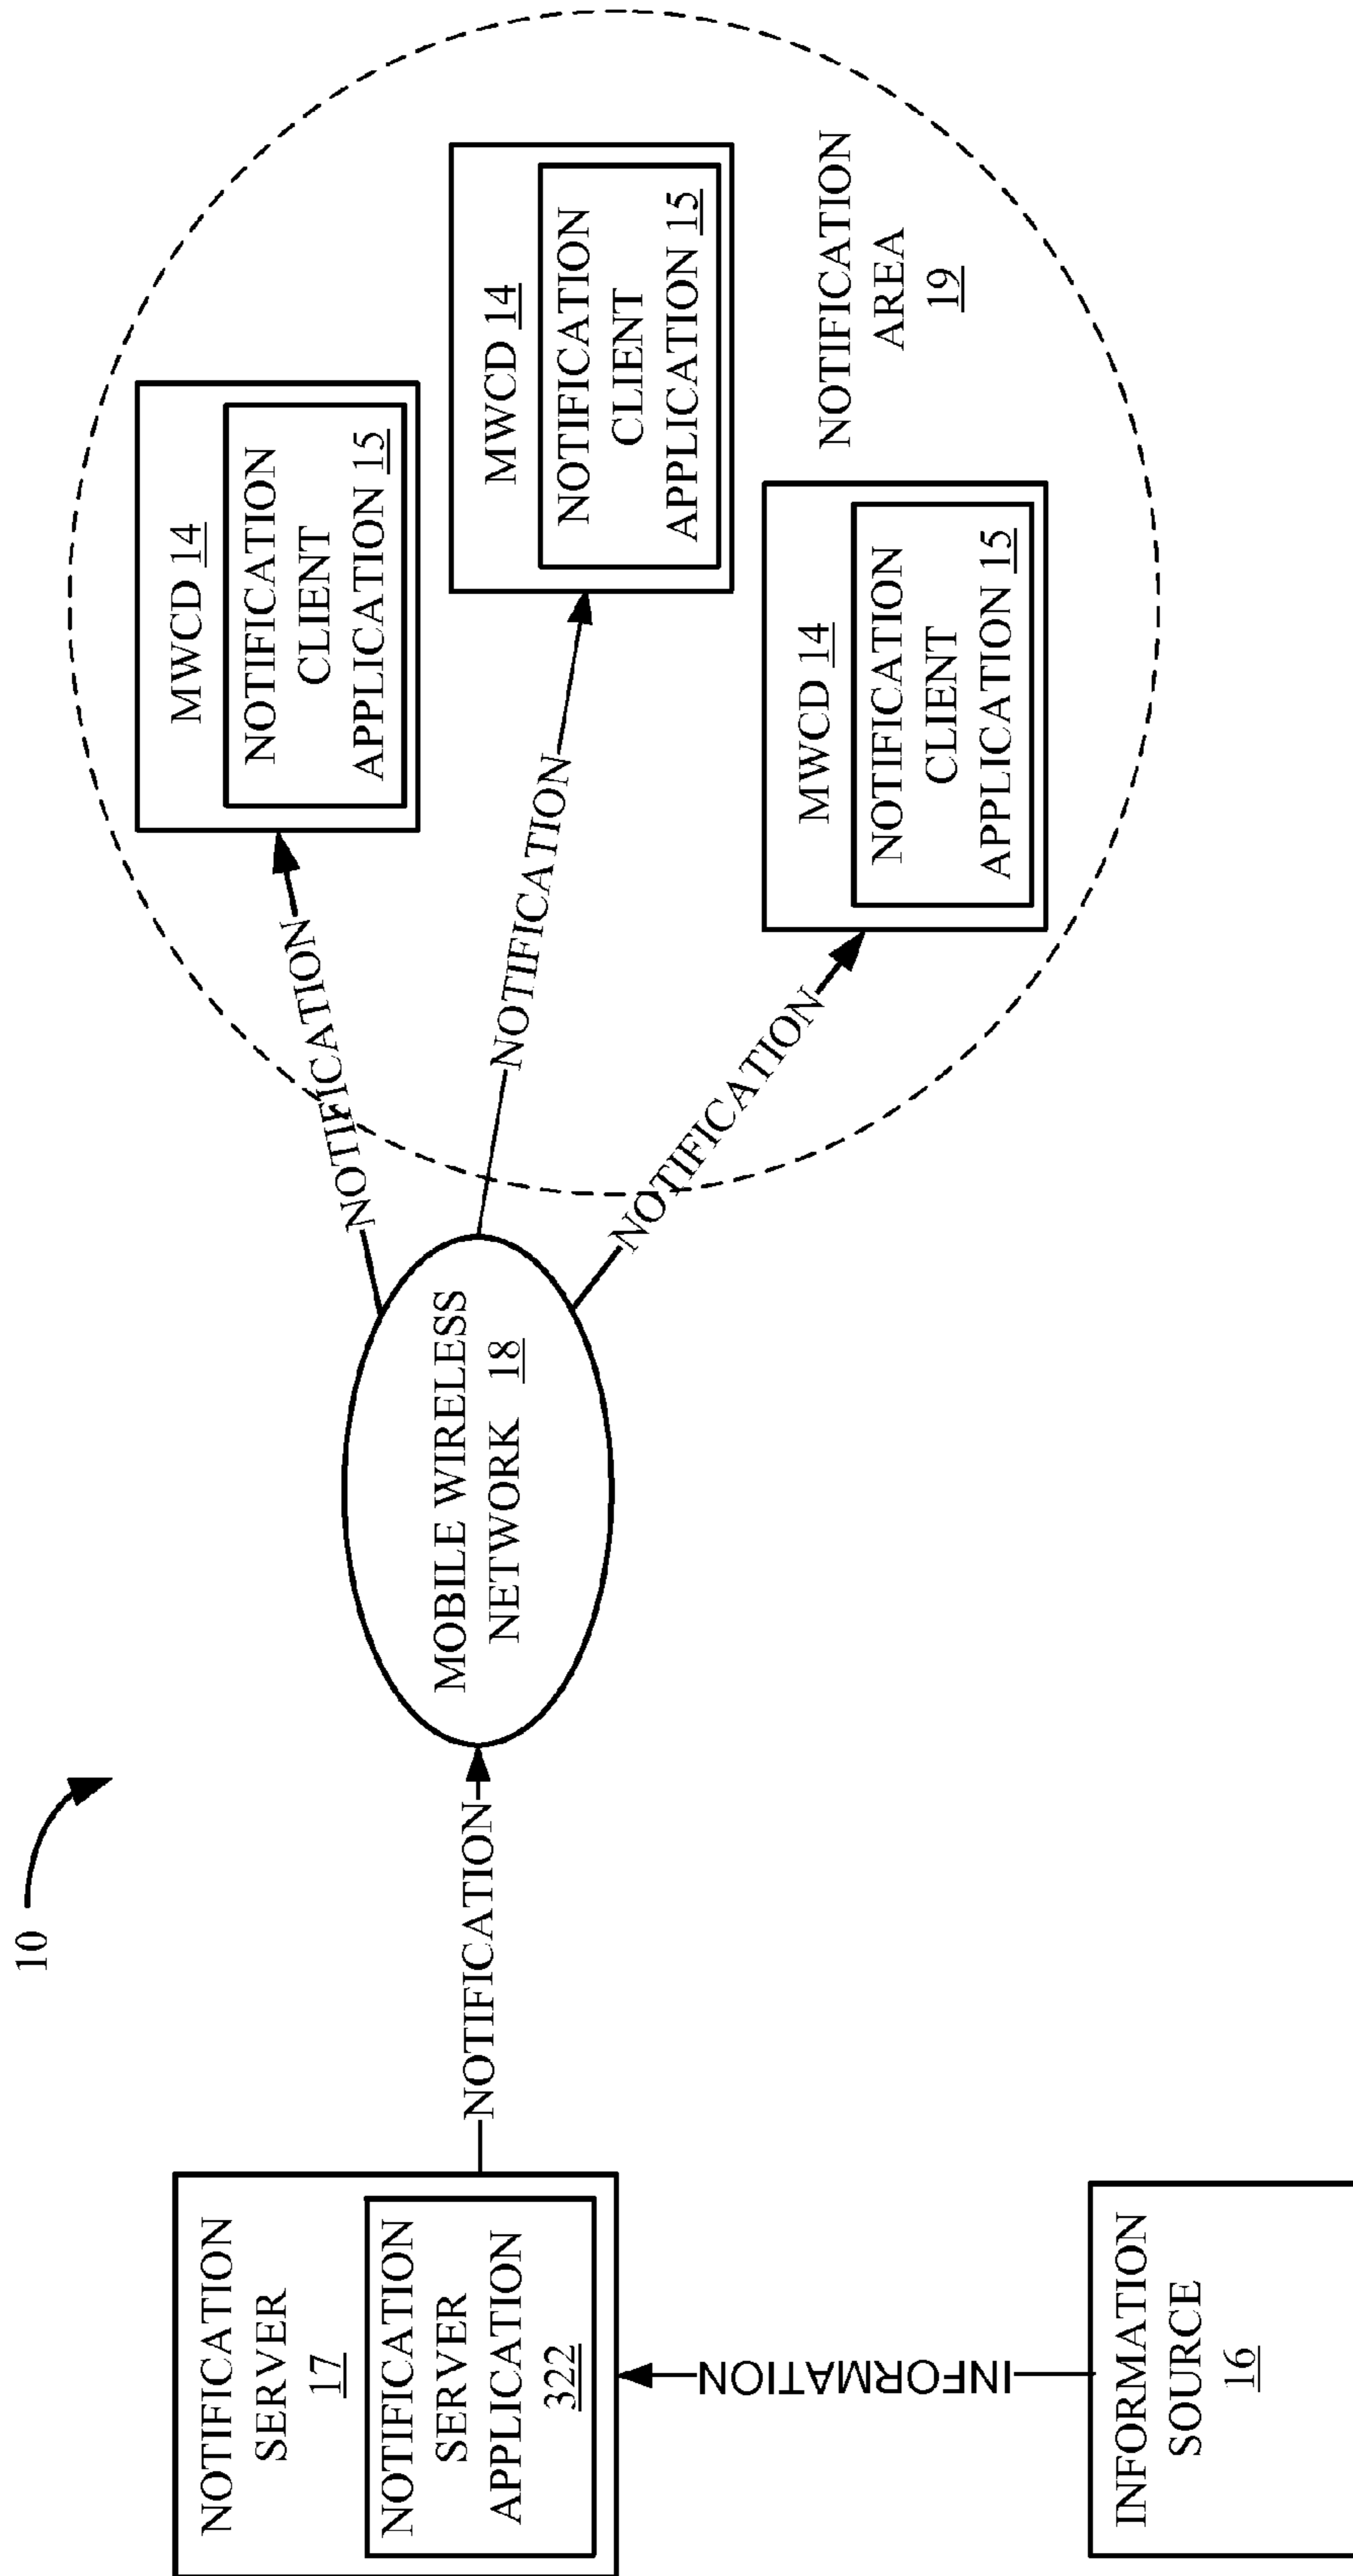 10
NOTIFICATION
SERVER
17
NOTIFICATION
SERVER
APPLICATION
322
INFORMATION
INFORMATION
SOURCE
16
NOTIFICATION
MOBILE WIRELESS
NETWORK 18
NOTIFICATION
NOTIFICATION
NOTIFICATION
MWCD 14
NOTIFICATION
CLIENT
APPLICATION 15
MWCD 14
NOTIFICATION
CLIENT
APPLICATION 15
MWCD 14
NOTIFICATION
CLIENT
APPLICATION 15
NOTIFICATION
AREA
19